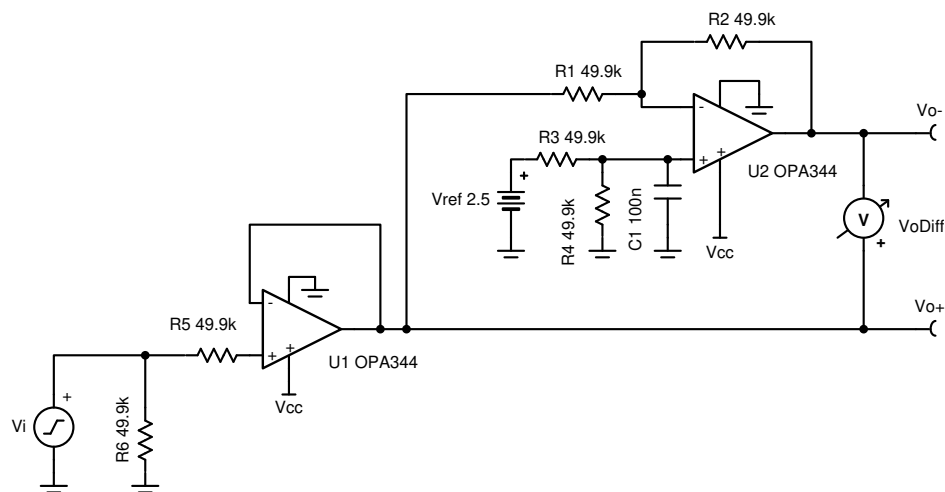 R2 49.9k
R1 49.9k
Vo-
R3 49.9k
U2 OPA344
Vref 2.5
R4 49.9k
C1 100n
V
VoDiff
Vcc
Vo+
R5 49.9k
U1 OPA344
Vcc
Vi
R6 49.9k